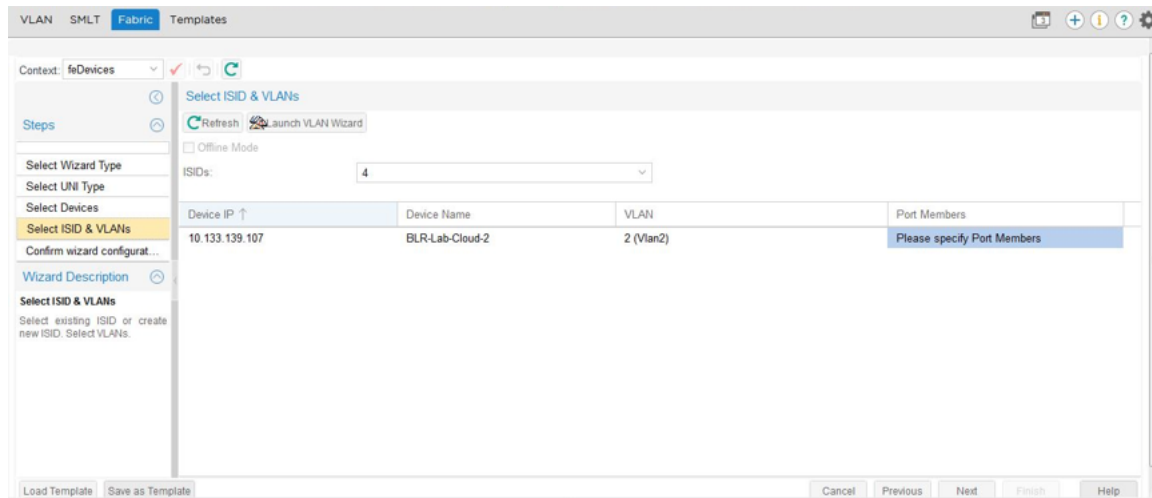 VLAN SMLT Fabric Templates
Context: feDevices
Steps
Select Wizard Type
Select UNI Type
Select Devices
Select ISID & VLANs
Confirm wizard configurat...
Wizard Description
Select ISID & VLANs
Select existing ISID or create
new ISID. Select VLANs.
Select ISID & VLANs
Refresh Launch VLAN Wizard
Offline Mode
ISIDs: 4
Device IP Device Name VLAN Port Members
10.133.139.107 BLR-Lab-Cloud-2 2 (Vlan2) Please specify Port Members
Load Template Save as Template Cancel Previous Next Finish Help